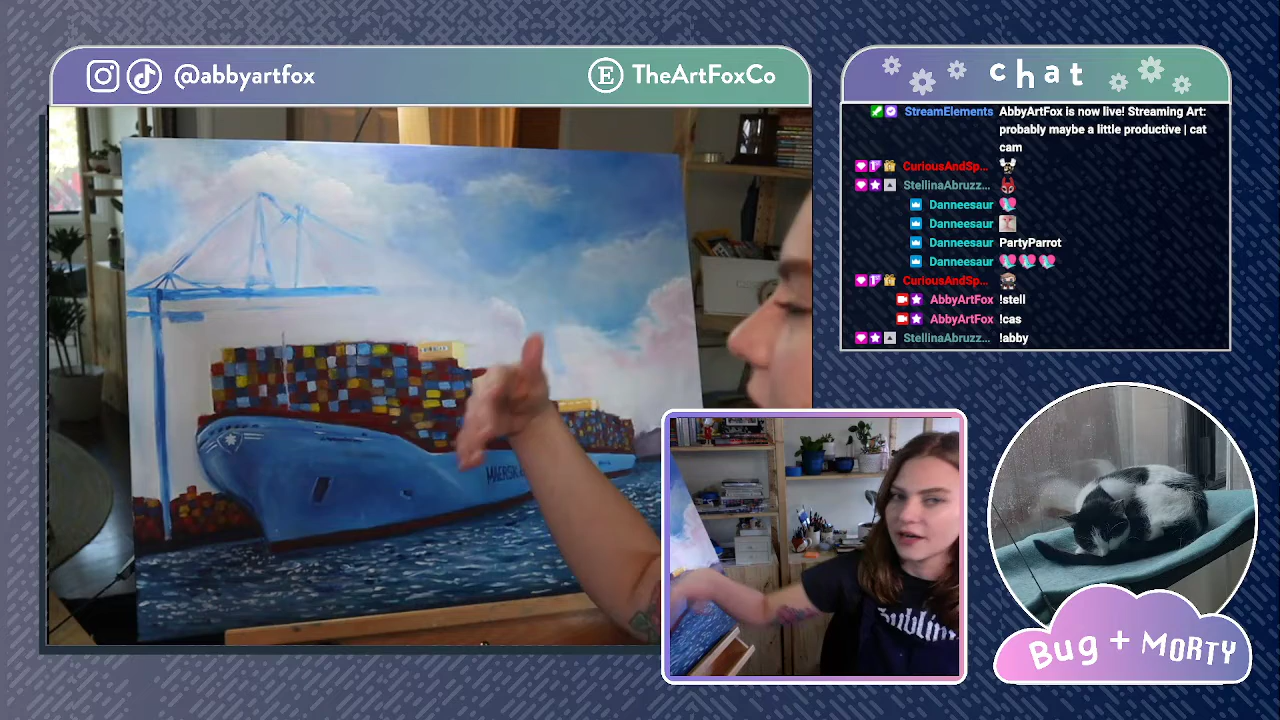 @abbyartfox
TheArtFoxCo
chat
StreamElements AbbyArtFox is now live! Streaming Art:
probably maybe a little productive | cat
cam
CuriousAndSp...
StellinaAbruzz...
Danneesaur
Danneesaur
Danneesaur PartyParrot
Danneesaur
CuriousAndSp...
AbbyArtFox !stell
AbbyArtFox !cas
StellinaAbruzz... !abby
MAERSK
Sublim
Bug + MORTY